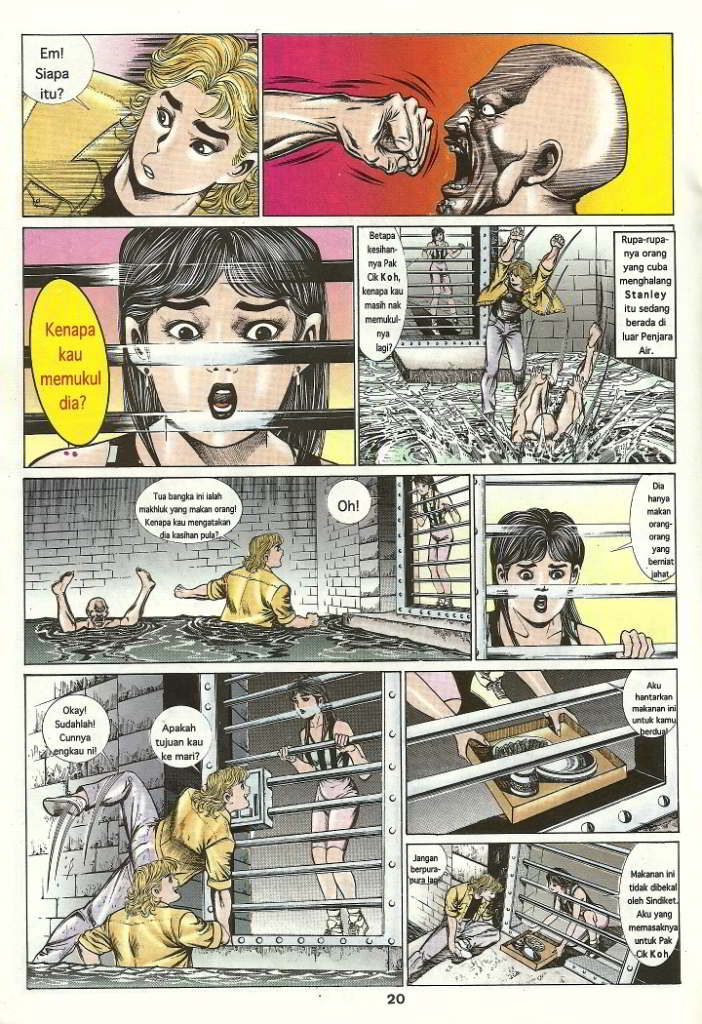 Em!
Siapa
itu?
Kenapa
kau
memukul
dia?
Betapa
kesihan-
nya Pak
Cik Koh,
kenapa kau
masih nak
memukul-
nya
lagi?
Rupa-rupa-
nya orang
yang cuba
menghalang
Stanley
itu sedang
berada di
luar Penjara
Air.
Tua bangka ini ialah
makhluk yang makan orang!
Kenapa kau mengatakan
dia kasihan pula?
Oh!
Dia
hanya
makan
orang-
orang
yang
berniat
jahat.
Okay!
Sudahlah!
Cunnya
engkau ni!
Apakah
tujuan kau
ke mari?
Aku
hantarkan
makanan ini
untuk kamu
berdua!
Jangan
berpura-
pura lagi
Makanan ini
tidak dibekal
oleh Sindiket.
Aku yang
memasaknya
untuk Pak
Cik Koh.
20